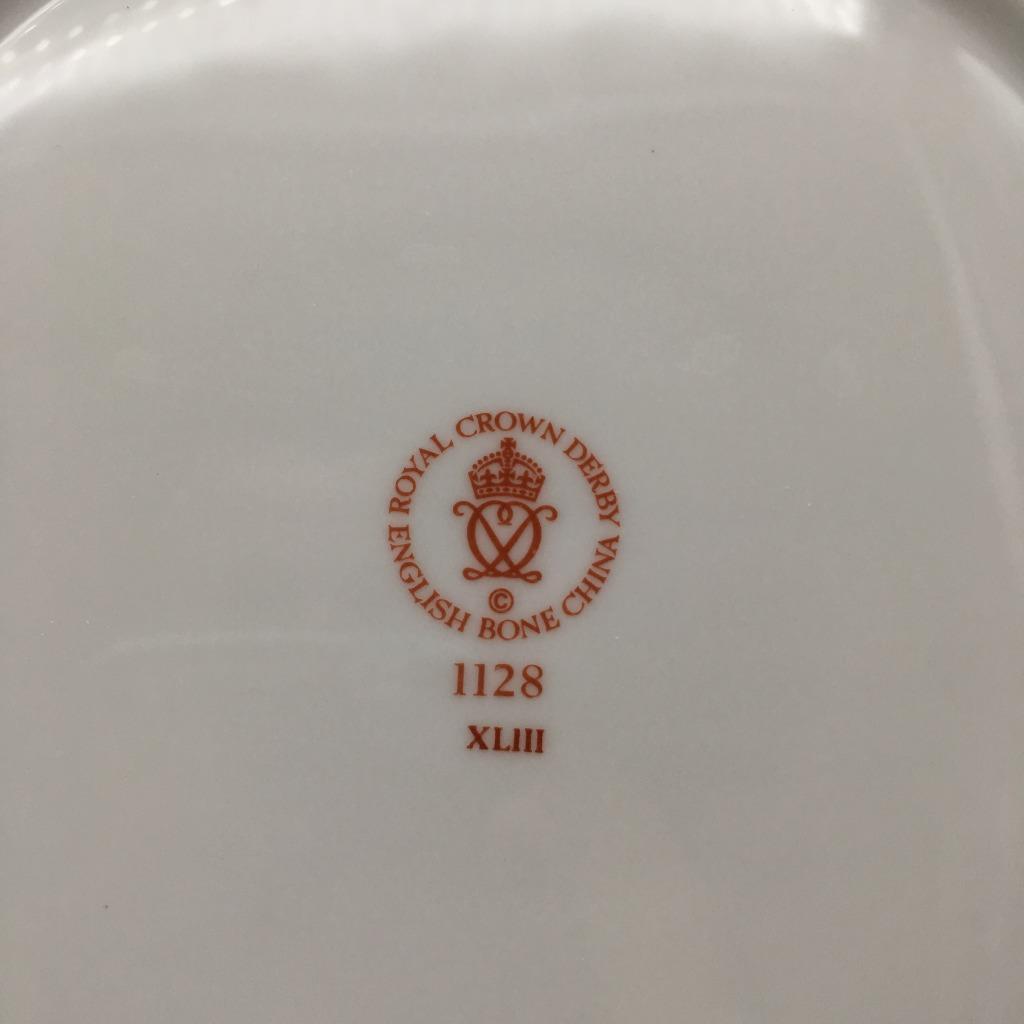 ROYAL CROWN DERBY
ENGLISH BONE CHINA
©
1128
XLIII